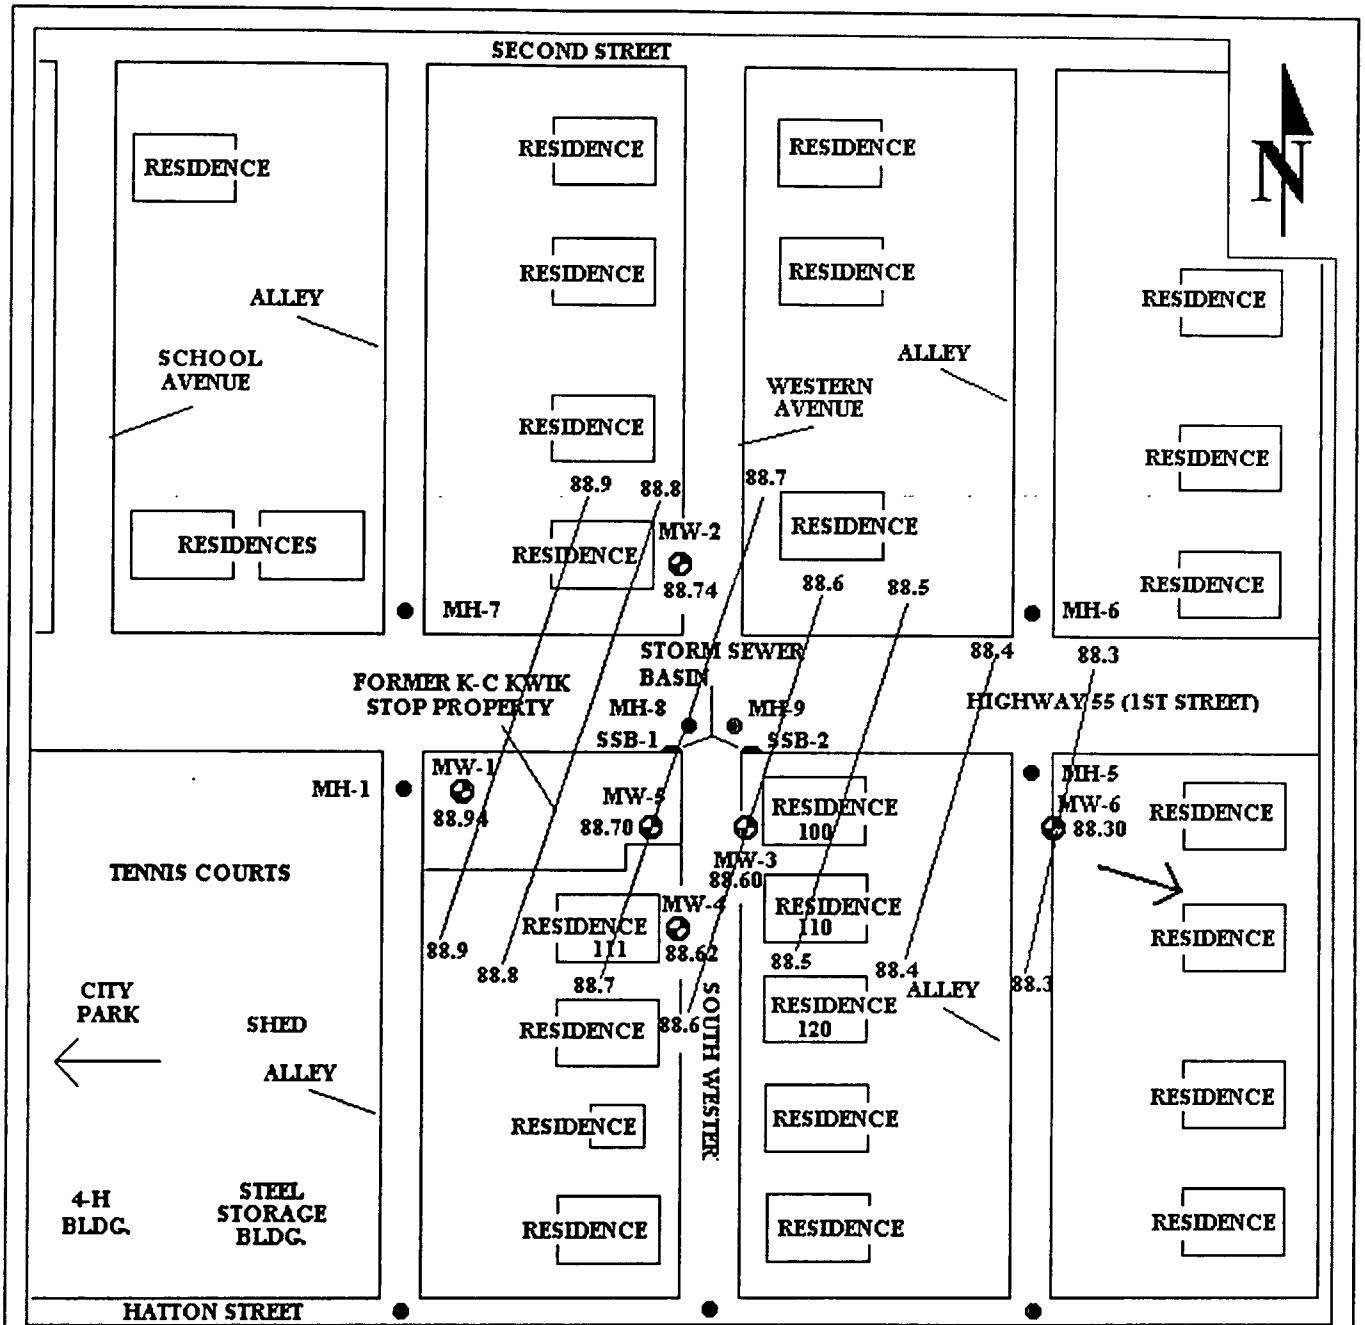 SECOND STREET
N
RESIDENCE
RESIDENCE
RESIDENCE
RESIDENCE
RESIDENCE
RESIDENCE
ALLEY
SCHOOL
AVENUE
ALLEY
WESTERN
AVENUE
RESIDENCE
RESIDENCE
88.9
88.8
88.7
RESIDENCES
RESIDENCE
MW-2
88.74
RESIDENCE
88.6
88.5
RESIDENCE
MH-7
MH-6
STORM SEWER
BASIN
88.4
88.3
FORMER K-C KWIK
STOP PROPERTY
MH-8
MH-9
HIGHWAY 55 (1ST STREET)
SSB-1
SSB-2
MH-1
MW-1
88.94
MW-5
88.70
RESIDENCE
100
MW-3
88.60
MH-5
MW-6
88.30
RESIDENCE
TENNIS COURTS
RESIDENCE
111
MW-4
88.62
RESIDENCE
110
RESIDENCE
88.9
88.8
88.7
88.6
88.5
88.4
88.3
CITY
PARK
SHED
RESIDENCE
SOUTH WESTER
RESIDENCE
120
ALLEY
ALLEY
RESIDENCE
RESIDENCE
RESIDENCE
4-H
BLDG.
STEEL
STORAGE
BLDG.
RESIDENCE
RESIDENCE
RESIDENCE
HATTON STREET